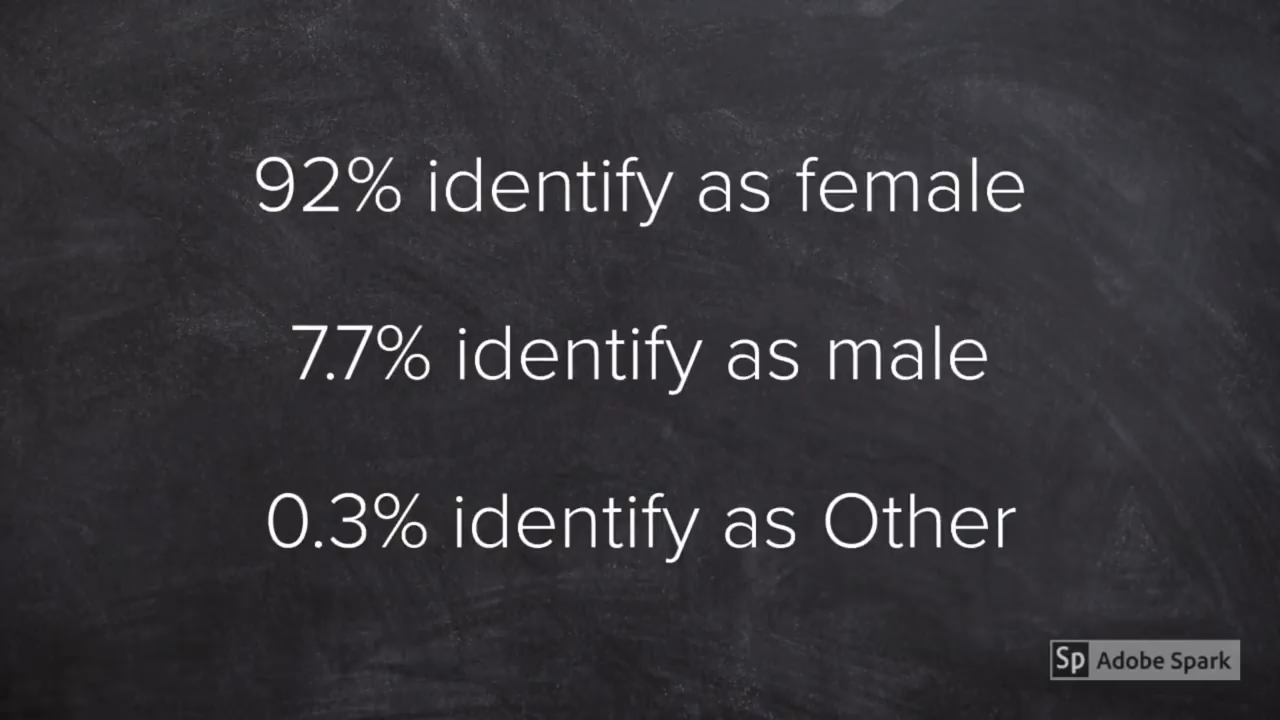 92% identify as female
7.7% identify as male
0.3% identify as Other
Sp Adobe Spark